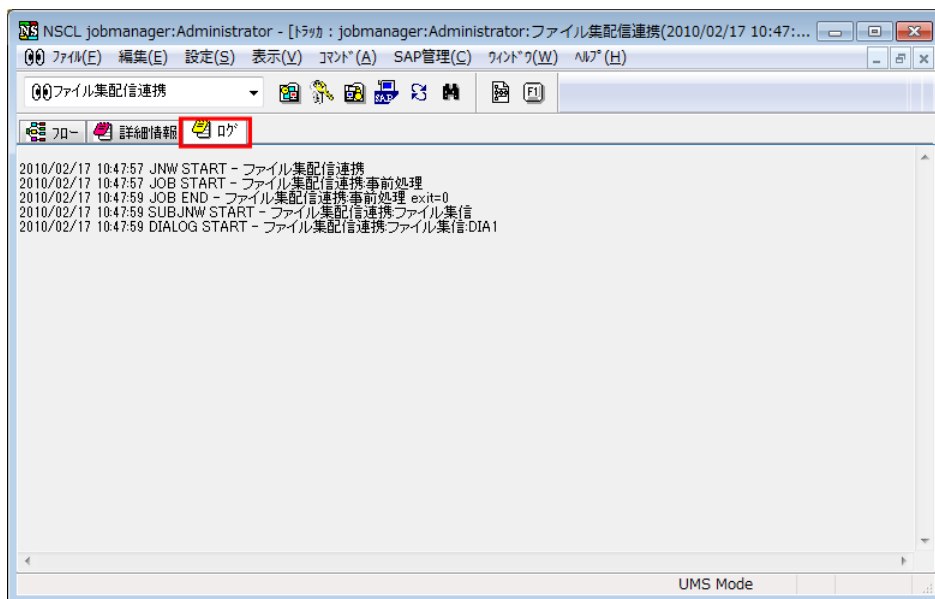 NSCL jobmanager:Administrator - [ﾄﾗｯｶ : jobmanager:Administrator:ファイル集配信連携(2010/02/17 10:47:...
ﾌｧｲﾙ(F) 編集(E) 設定(S) 表示(V) ｺﾏﾝﾄﾞ(A) SAP管理(C) ｳｨﾝﾄﾞｳ(W) ﾍﾙﾌﾟ(H)
ファイル集配信連携
フロー 詳細情報 ログ
2010/02/17 10:47:57 JNW START - ファイル集配信連携
2010/02/17 10:47:57 JOB START - ファイル集配信連携:事前処理
2010/02/17 10:47:59 JOB END - ファイル集配信連携:事前処理 exit=0
2010/02/17 10:47:59 SUBJNW START - ファイル集配信連携:ファイル集信
2010/02/17 10:47:59 DIALOG START - ファイル集配信連携:ファイル集信:DIA1
UMS Mode